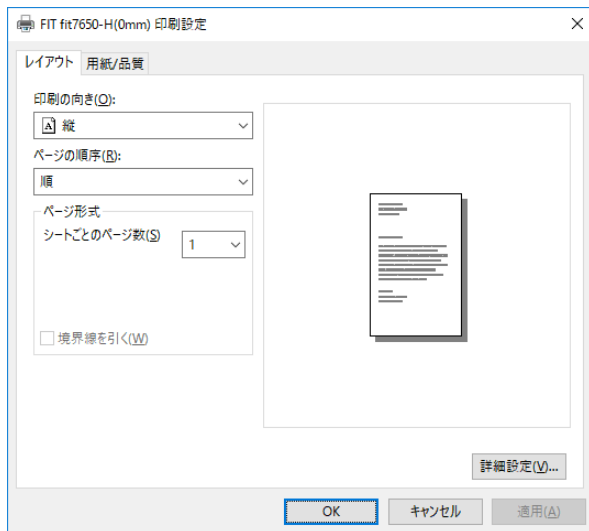 FIT fit7650-H(0mm) 印刷設定
レイアウト 用紙/品質
印刷の向き(O):
縦
ページの順序(R):
順
ページ形式
シートごとのページ数(S)
1
境界線を引く(W)
詳細設定(V)...
OK キャンセル 適用(A)